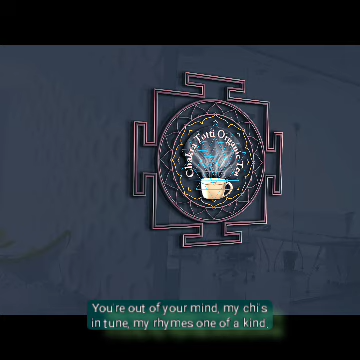 Chakra Tutti Organic Tea
You're out of your mind, my chi's
in tune, my rhymes one of a kind,